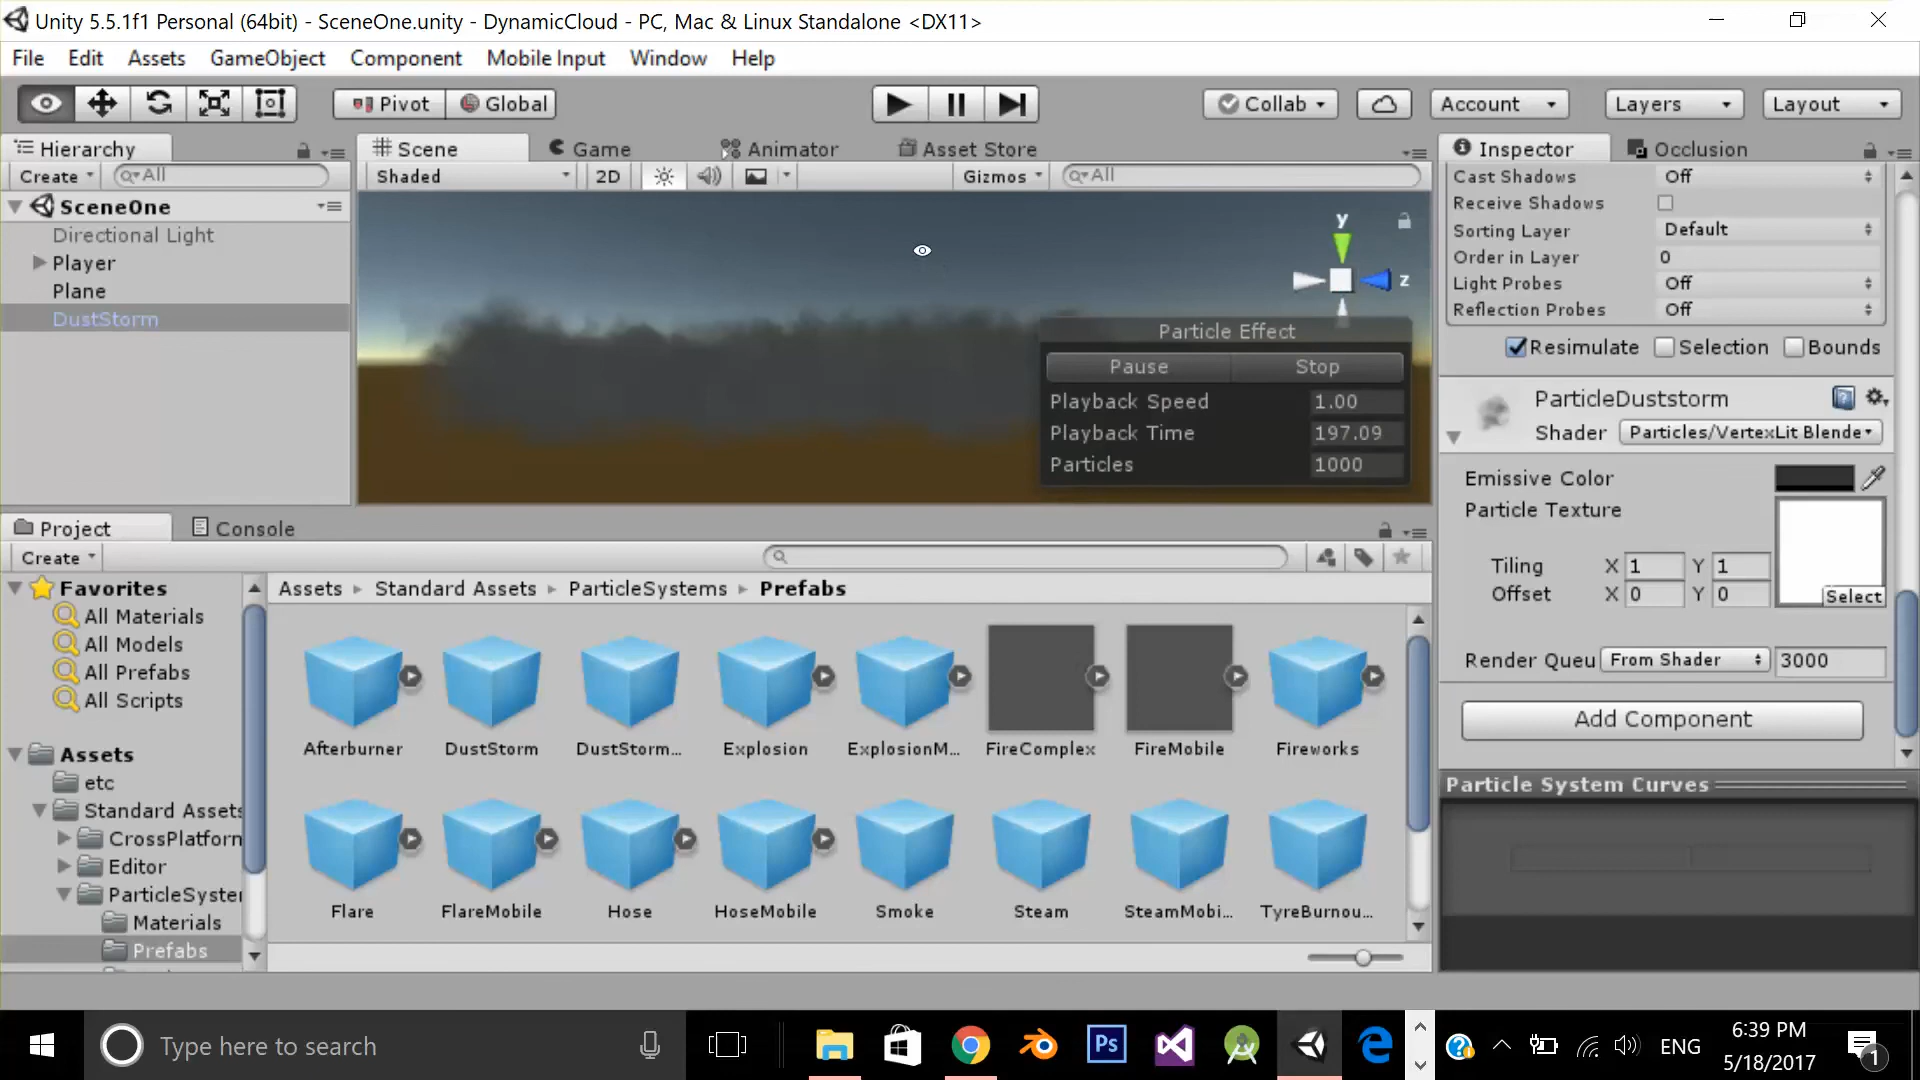 Unity 5.5.1f1 Personal (64bit) - SceneOne.unity - DynamicCloud - PC, Mac & Linux Standalone <DX11>
File Edit Assets GameObject Component Mobile Input Window Help
Pivot Global Collab Account Layers Layout
Hierarchy
Create All
SceneOne
Directional Light
Player
Plane
DustStorm
Scene Game Animator Asset Store
Shaded 2D Gizmos All
y
z
Particle Effect
Pause Stop
Playback Speed 1.00
Playback Time 197.09
Particles 1000
Inspector Occlusion
Cast Shadows Off
Receive Shadows
Sorting Layer Default
Order in Layer 0
Light Probes Off
Reflection Probes Off
Resimulate Selection Bounds
ParticleDuststorm
Shader Particles/VertexLit Blende
Emissive Color
Particle Texture
Tiling X 1 Y 1
Offset X 0 Y 0
Select
Render Queu From Shader 3000
Add Component
Particle System Curves
Project Console
Create
Favorites
All Materials
All Models
All Prefabs
All Scripts
Assets
etc
Standard Assets
CrossPlatform
Editor
ParticleSyster
Materials
Prefabs
Assets Standard Assets ParticleSystems Prefabs
Afterburner DustStorm DustStorm... Explosion ExplosionM... FireComplex FireMobile Fireworks
Flare FlareMobile Hose HoseMobile Smoke Steam SteamMobi... TyreBurnou...
Type here to search
Ps
ENG
6:39 PM
5/18/2017
1